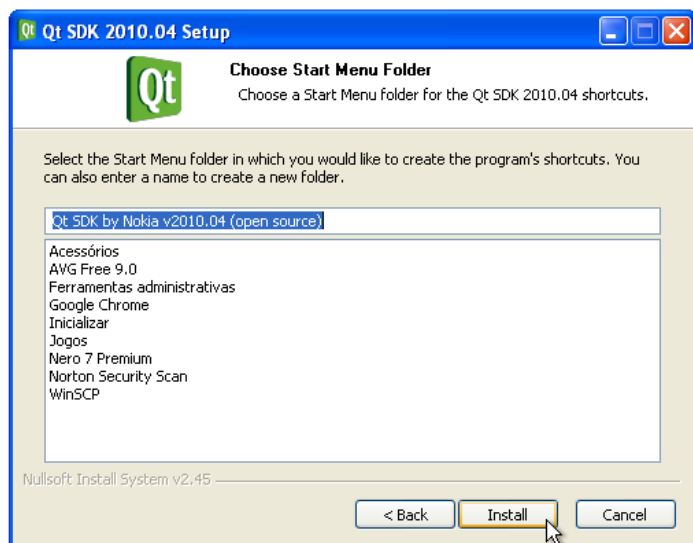 Qt SDK 2010.04 Setup
Qt
Choose Start Menu Folder
Choose a Start Menu folder for the Qt SDK 2010.04 shortcuts.
Select the Start Menu folder in which you would like to create the program's shortcuts. You
can also enter a name to create a new folder.
Qt SDK by Nokia v2010.04 (open source)
Acessórios
AVG Free 9.0
Ferramentas administrativas
Google Chrome
Inicializar
Jogos
Nero 7 Premium
Norton Security Scan
WinSCP
Nullsoft Install System v2.45
< Back Install Cancel